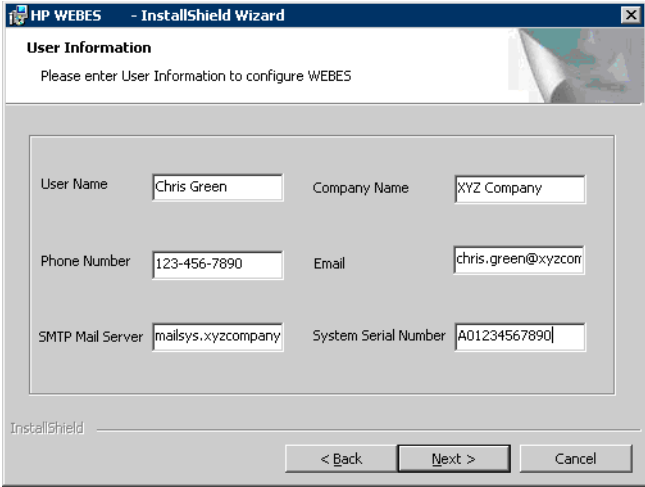 HP WEBES - InstallShield Wizard
User Information
Please enter User Information to configure WEBES
User Name Chris Green Company Name XYZ Company
Phone Number 123-456-7890 Email chris.green@xyzcom
SMTP Mail Server mailsys.xyzcompany System Serial Number A01234567890
InstallShield
< Back Next > Cancel